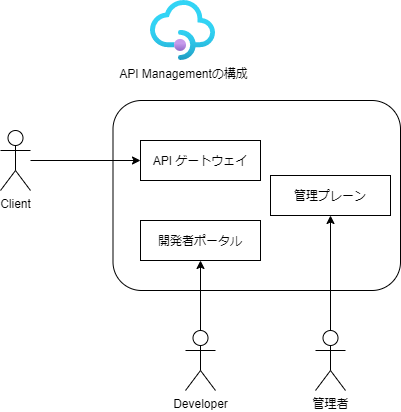 API Managementの構成
API ゲートウェイ
管理プレーン
Client
開発者ポータル
Developer
管理者